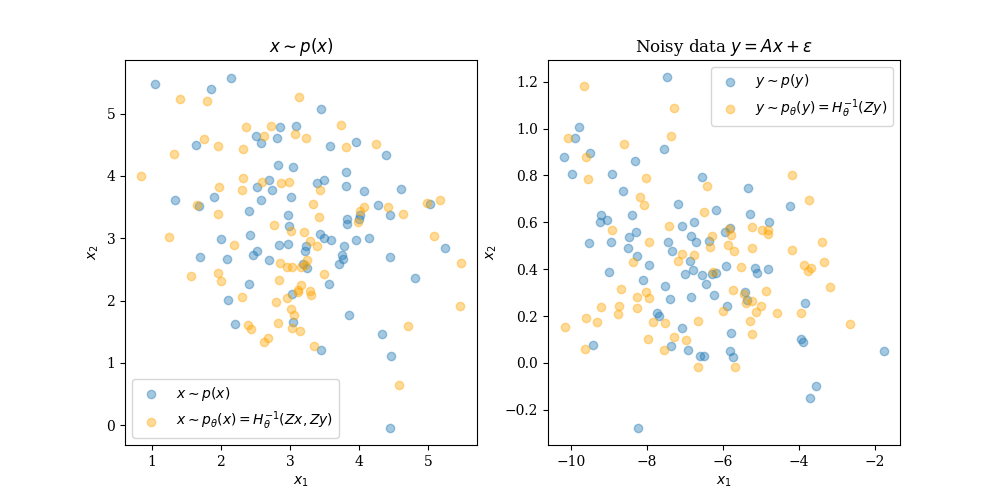 x ∼ p(x)
5
4
3
2
1
0
x₂
1
2
3
4
5
x₁
x ∼ p(x)
x ∼ p_θ(x) = H_θ^{-1}(Zx, Zy)
Noisy data y = Ax + ε
1.2
1.0
0.8
0.6
0.4
0.2
0.0
−0.2
x₂
−10
−8
−6
−4
−2
x₁
y ∼ p(y)
y ∼ p_θ(y) = H_θ^{-1}(Zy)